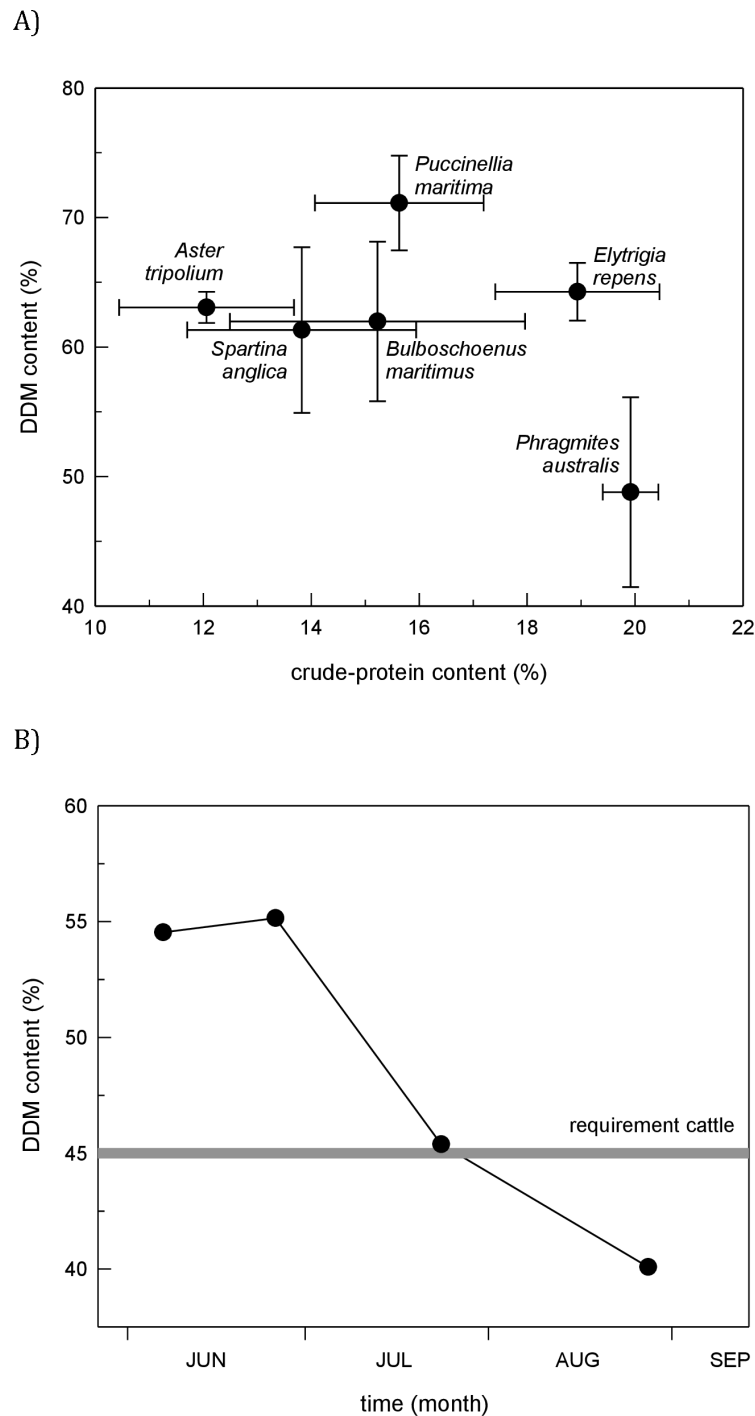 A)
80
70
60
50
40
DDM content (%)
Puccinellia
maritima
Aster
tripolium
Elytrigia
repens
Spartina
anglica
Bulboschoenus
maritimus
Phragmites
australis
10 12 14 16 18 20 22
crude-protein content (%)
B)
60
55
50
45
40
DDM content (%)
requirement cattle
JUN JUL AUG SEP
time (month)